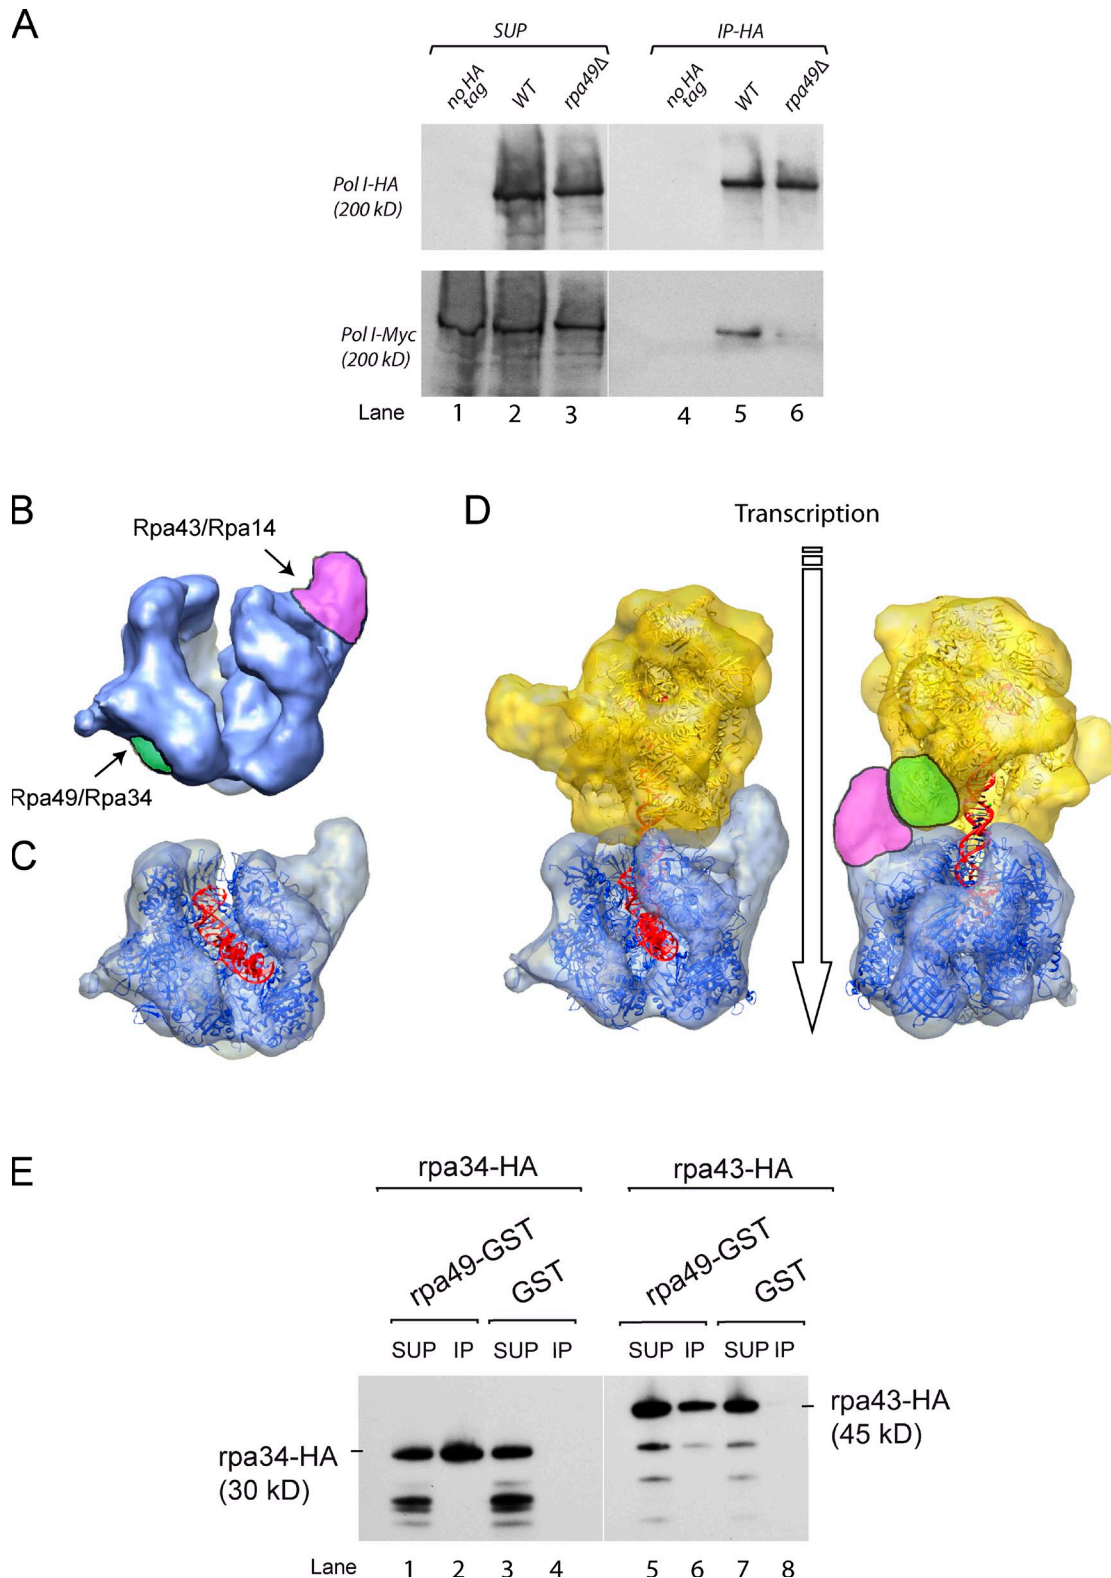 A
SUP
IP-HA
no HA tag
WT
rpa49Δ
no HA tag
WT
rpa49Δ
Pol I-HA
(200 kD)
Pol I-Myc
(200 kD)
Lane 1 2 3 4 5 6
B
Rpa43/Rpa14
Rpa49/Rpa34
C
D
Transcription
E
rpa34-HA
rpa43-HA
rpa49-GST
GST
rpa49-GST
GST
SUP IP SUP IP
SUP IP SUP IP
rpa34-HA
(30 kD)
rpa43-HA
(45 kD)
Lane 1 2 3 4 5 6 7 8